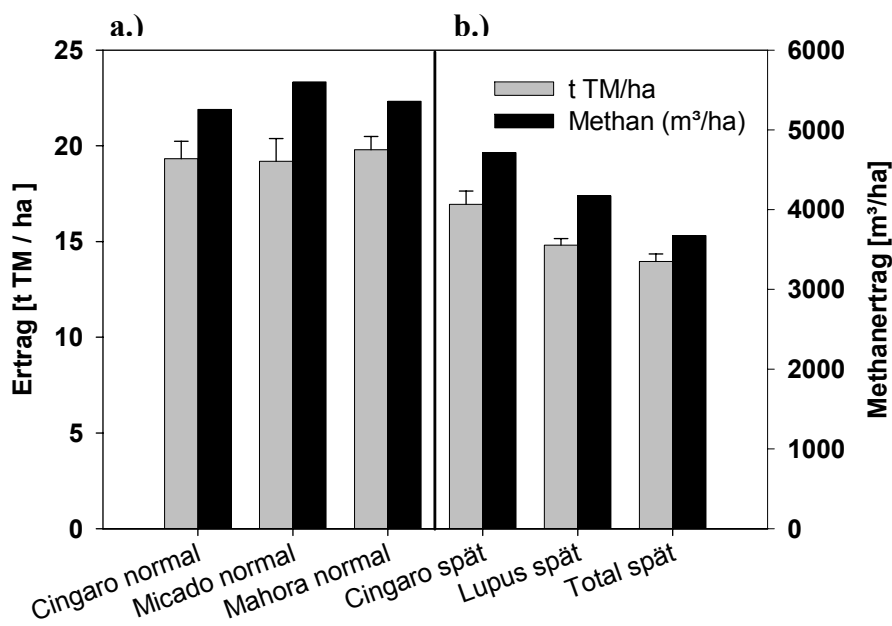 a.)
b.)
25
20
15
10
5
0
Ertrag [t TM / ha ]
t TM/ha
Methan (m³/ha)
6000
5000
4000
3000
2000
1000
0
Methanertrag [m³/ha]
Cingaro normal
Micado normal
Mahora normal
Cingaro spät
Lupus spät
Total spät